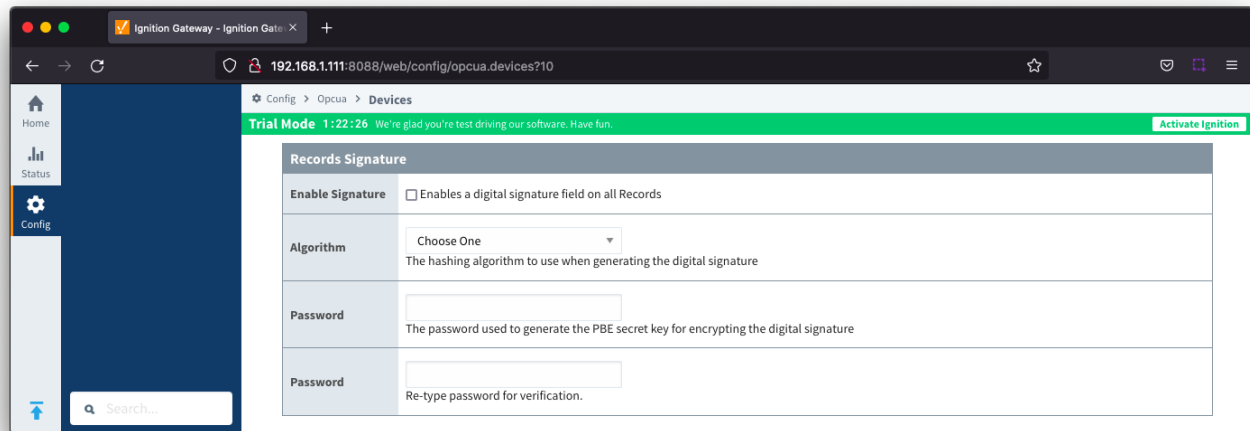 Ignition Gateway - Ignition Gate
192.168.1.111:8088/web/config/opcua.devices?10
Home
Status
Config
Search...
Config > Opcua > Devices
Trial Mode 1:22:26 We're glad you're test driving our software. Have fun.
Activate Ignition
Records Signature
Enable Signature Enables a digital signature field on all Records
Algorithm
Choose One
The hashing algorithm to use when generating the digital signature
Password
The password used to generate the PBE secret key for encrypting the digital signature
Password
Re-type password for verification.